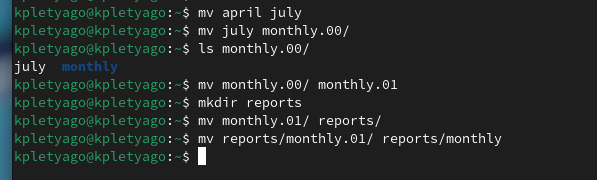 kpletyago@kpletyago:~$ mv april july
kpletyago@kpletyago:~$ mv july monthly.00/
kpletyago@kpletyago:~$ ls monthly.00/
july  monthly
kpletyago@kpletyago:~$ mv monthly.00/ monthly.01
kpletyago@kpletyago:~$ mkdir reports
kpletyago@kpletyago:~$ mv monthly.01/ reports/
kpletyago@kpletyago:~$ mv reports/monthly.01/ reports/monthly
kpletyago@kpletyago:~$